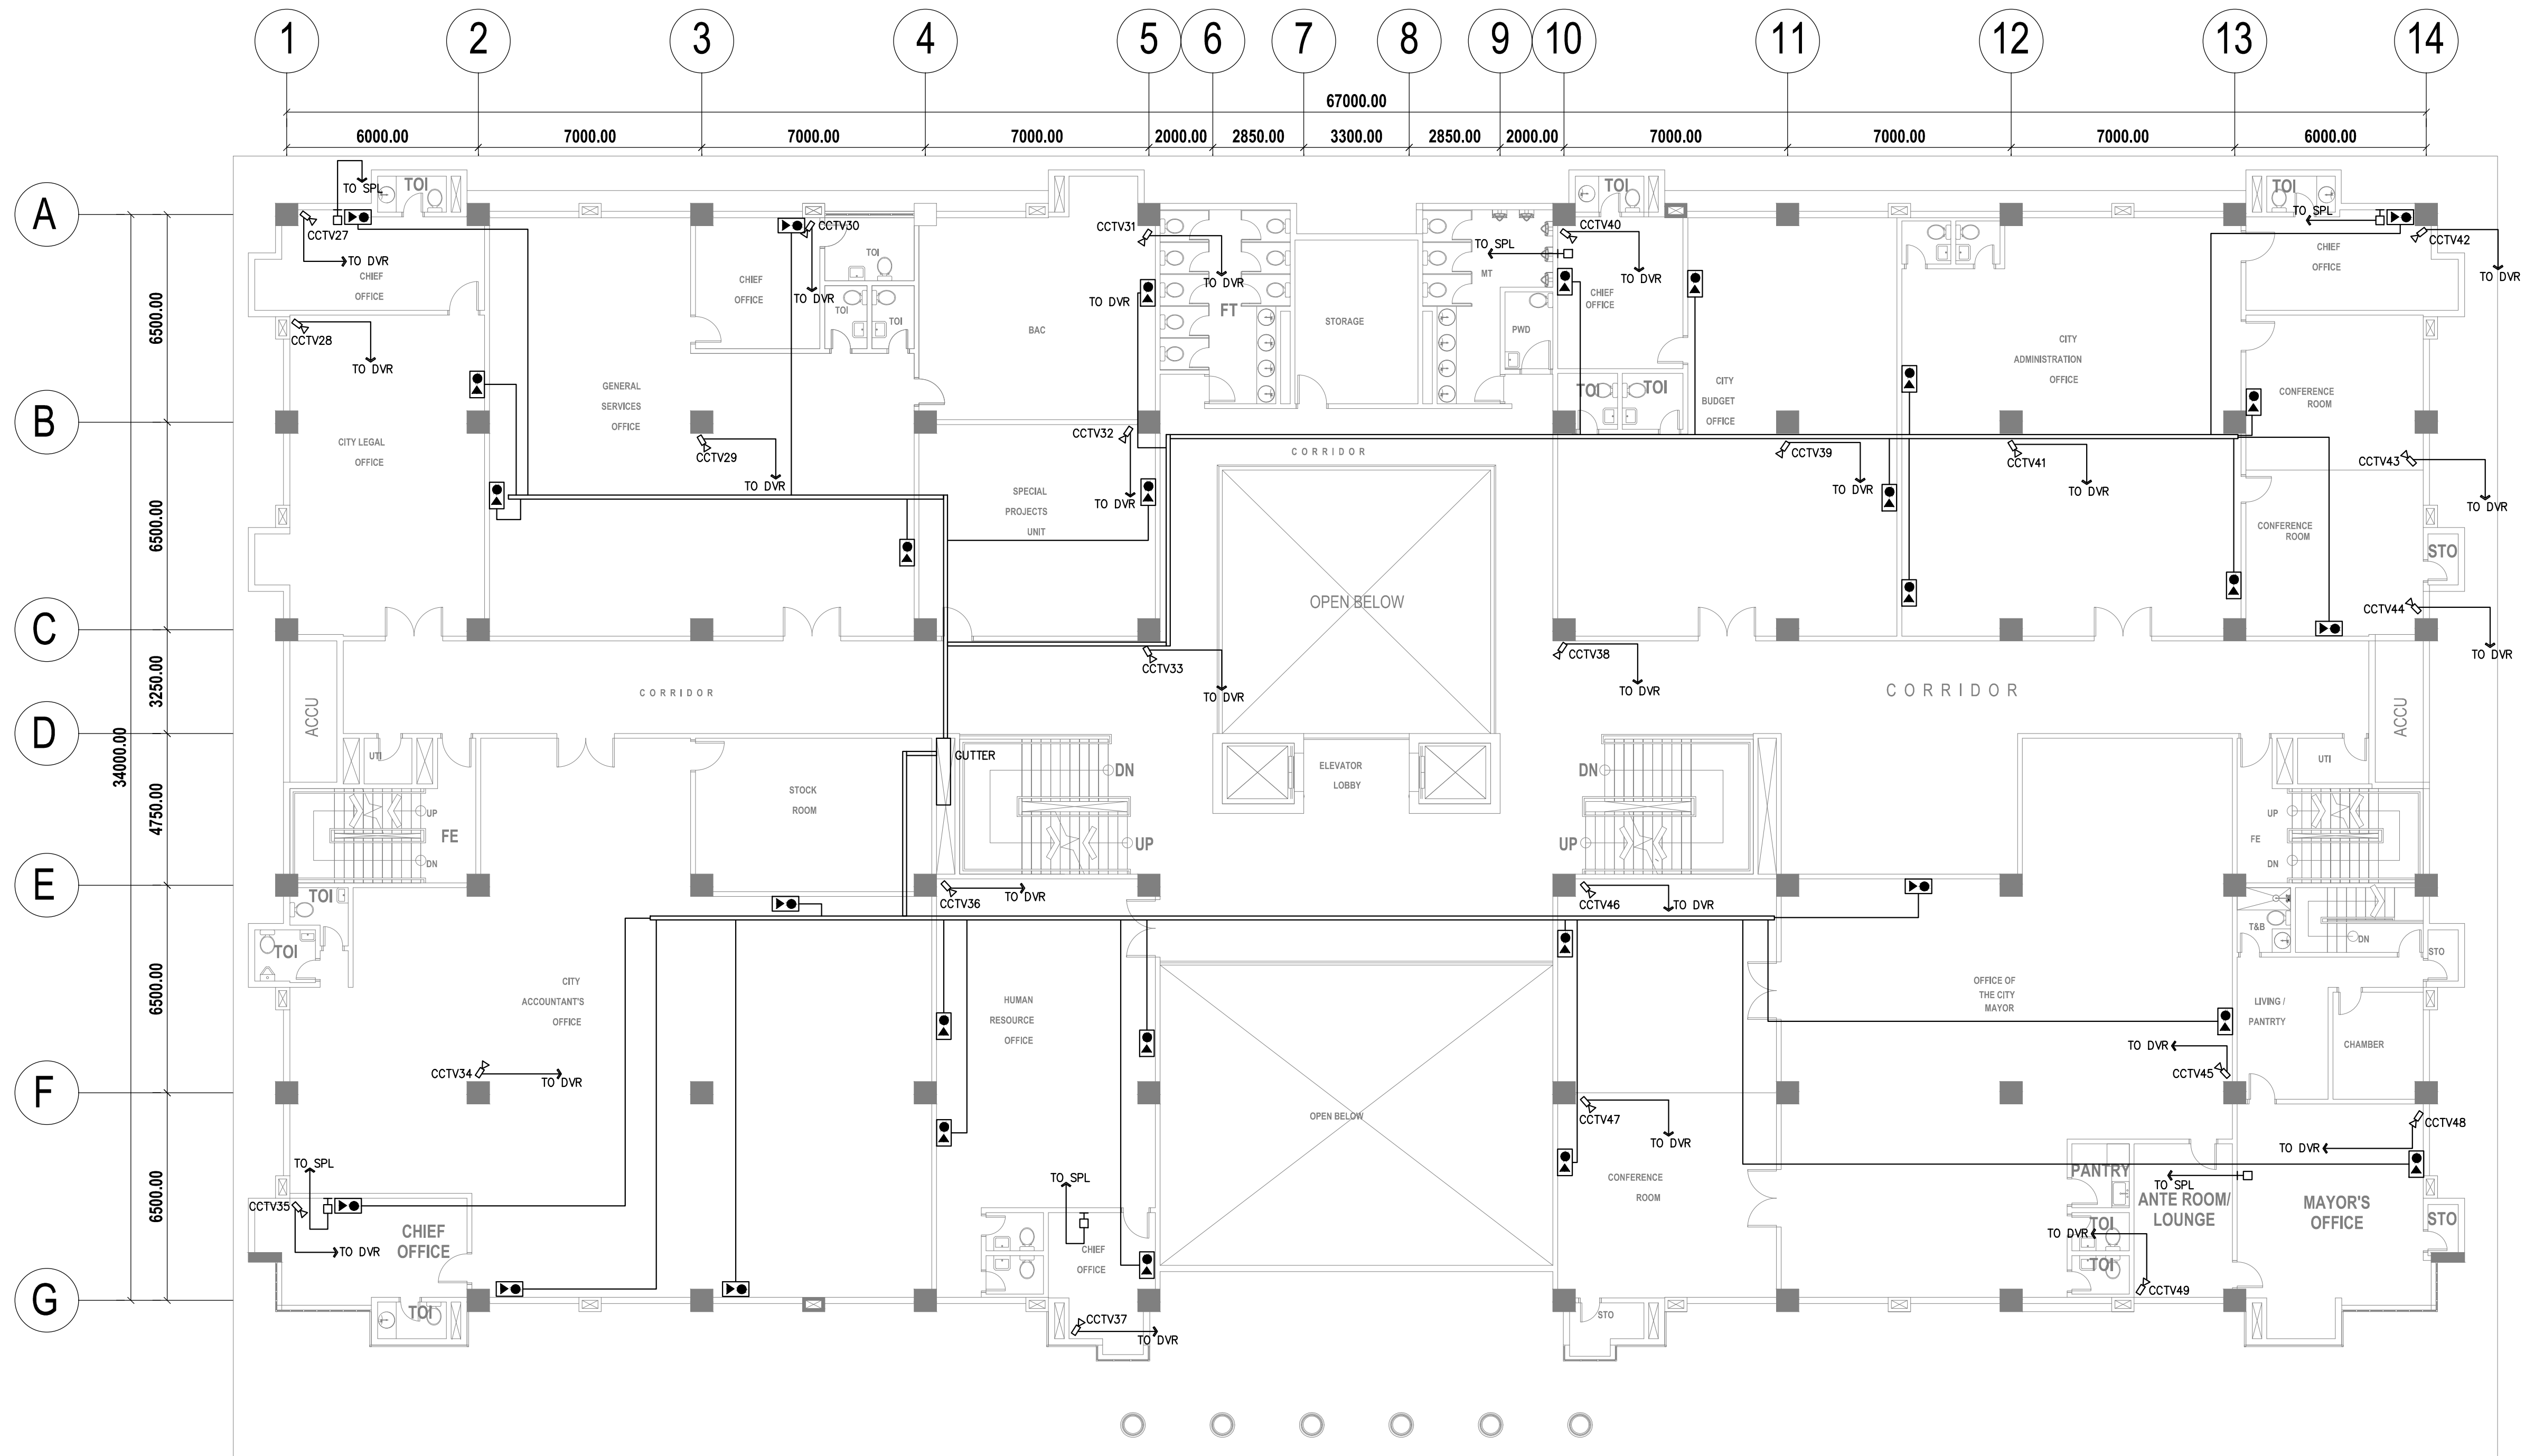 1 2 3 4 5 6 7 8 9 10 11 12 13 14
67000.00
6000.00 7000.00 7000.00 7000.00 2000.00 2850.00 3300.00 2850.00 2000.00 7000.00 7000.00 7000.00 6000.00
A
B
C
D
E
F
G
34000.00
6500.00
6500.00
3250.00
4750.00
6500.00
6500.00
TO SPL
TOI
CCTV27
TO DVR
CHIEF
OFFICE
CCTV28
TO DVR
CITY LEGAL
OFFICE
GENERAL
SERVICES
OFFICE
CCTV29
TO DVR
CHIEF
OFFICE
CCTV30
TO DVR
TOI
TOI
TOI
BAC
CCTV31
TO DVR
TO DVR
FT
CCTV32
TO DVR
SPECIAL
PROJECTS
UNIT
STORAGE
TO SPL
MT
PWD
CORRIDOR
OPEN BELOW
CCTV33
TO DVR
TOI
CCTV40
TO DVR
CHIEF
OFFICE
TOI
TOI
CITY
BUDGET
OFFICE
CCTV39
TO DVR
CITY
ADMINISTRATION
OFFICE
CCTV41
TO DVR
TOI
TO SPL
CCTV42
TO DVR
CHIEF
OFFICE
CONFERENCE
ROOM
CCTV43
TO DVR
CONFERENCE
ROOM
STO
CCTV44
TO DVR
CCTV38
TO DVR
CORRIDOR
CORRIDOR
ACCU
ACCU
UTI
UP
FE
DN
STOCK
ROOM
GUTTER
DN
UP
ELEVATOR
LOBBY
DN
UP
UTI
UP
FE
DN
TOI
TOI
CITY
ACCOUNTANT'S
OFFICE
CCTV34
TO DVR
TO SPL
CCTV35
TO DVR
CHIEF
OFFICE
TOI
CCTV36
TO DVR
HUMAN
RESOURCE
OFFICE
TO SPL
CHIEF
OFFICE
CCTV37
TO DVR
OPEN BELOW
CCTV46
TO DVR
CCTV47
TO DVR
CONFERENCE
ROOM
STO
OFFICE OF
THE CITY
MAYOR
T&B
DN
STO
LIVING /
PANTRTY
CHAMBER
TO DVR
CCTV45
CCTV48
TO DVR
PANTRY
TO SPL
ANTE ROOM/
LOUNGE
MAYOR'S
OFFICE
STO
TO DVR
TOI
TOI
CCTV49